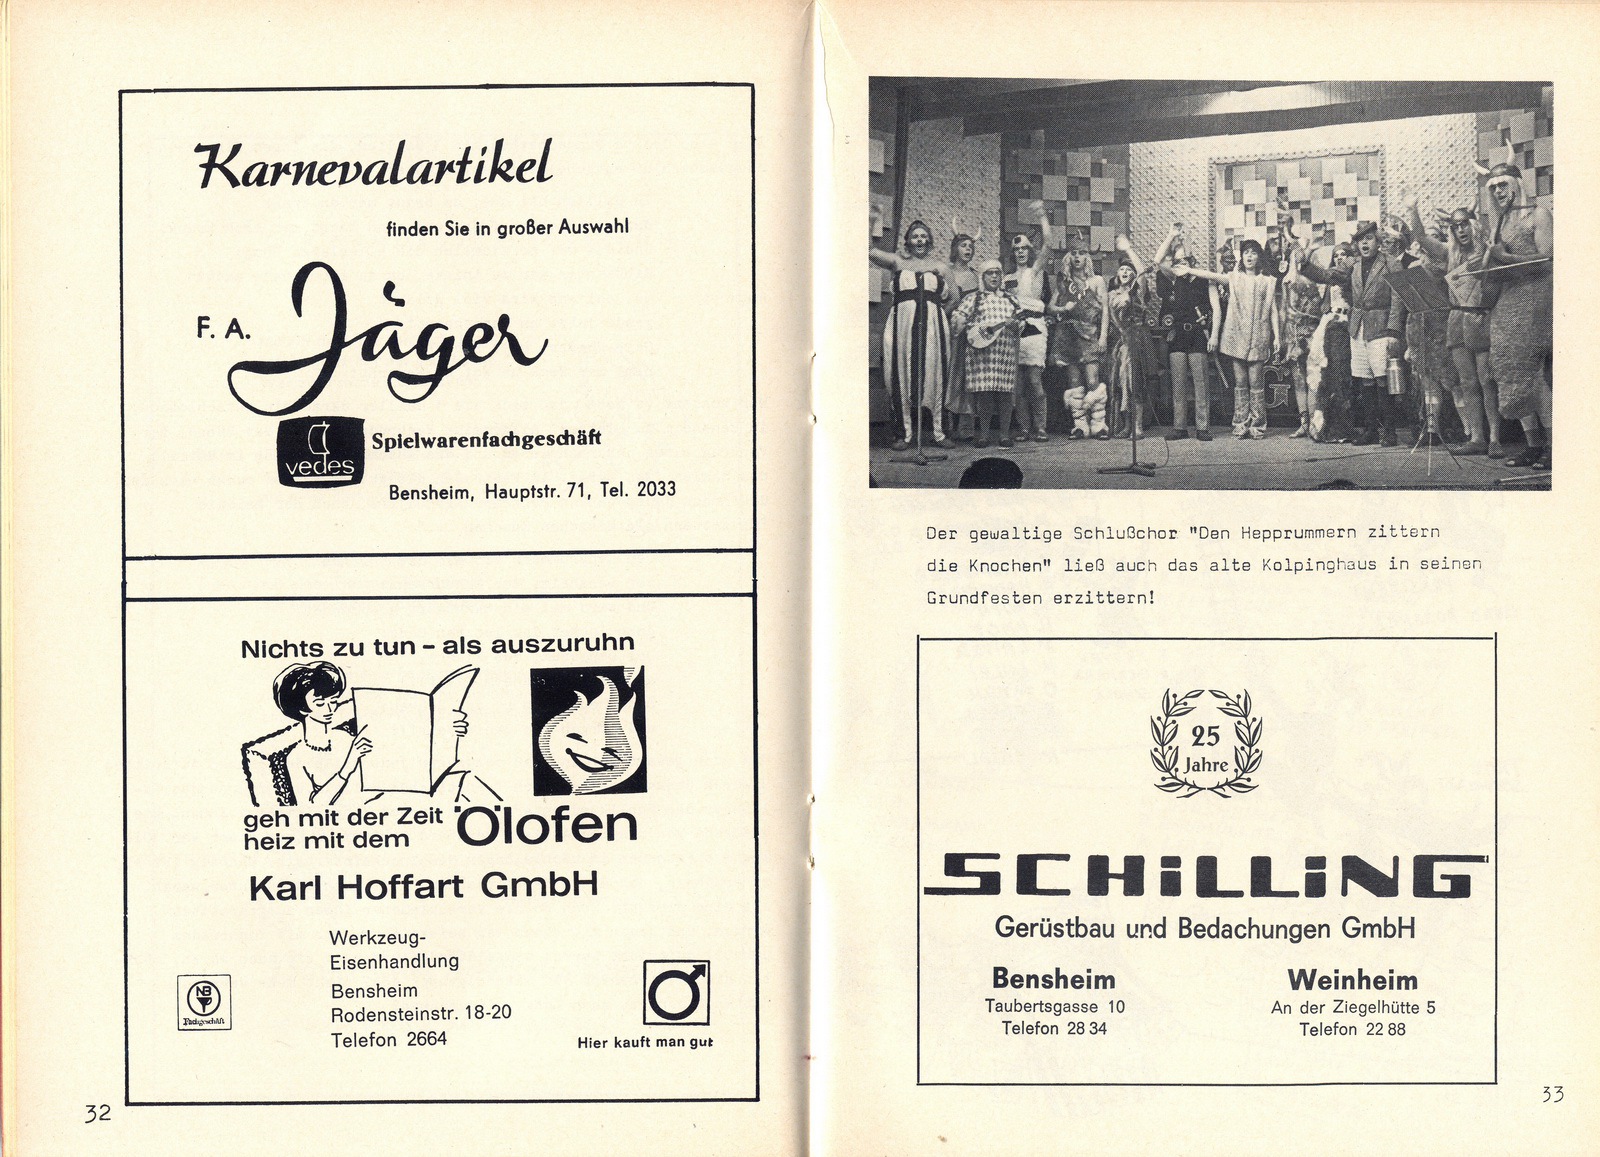 Karnevalartikel
finden Sie in großer Auswahl
F. A. Jäger
vedes
Spielwarenfachgeschäft
Bensheim, Hauptstr. 71, Tel. 2033
Nichts zu tun – als auszuruhn
geh mit der Zeit
heiz mit dem Ölofen
Karl Hoffart GmbH
Werkzeug-
Eisenhandlung
Bensheim
Rodensteinstr. 18-20
Telefon 2664
NB
Fachgeschäft
Hier kauft man gut
32
G
Der gewaltige Schlußchor "Den Hepprummern zittern
die Knochen" ließ auch das alte Kolpinghaus in seinen
Grundfesten erzittern!
25
Jahre
SCHiLLiNG
Gerüstbau und Bedachungen GmbH
Bensheim
Taubertsgasse 10
Telefon 28 34
Weinheim
An der Ziegelhütte 5
Telefon 22 88
33